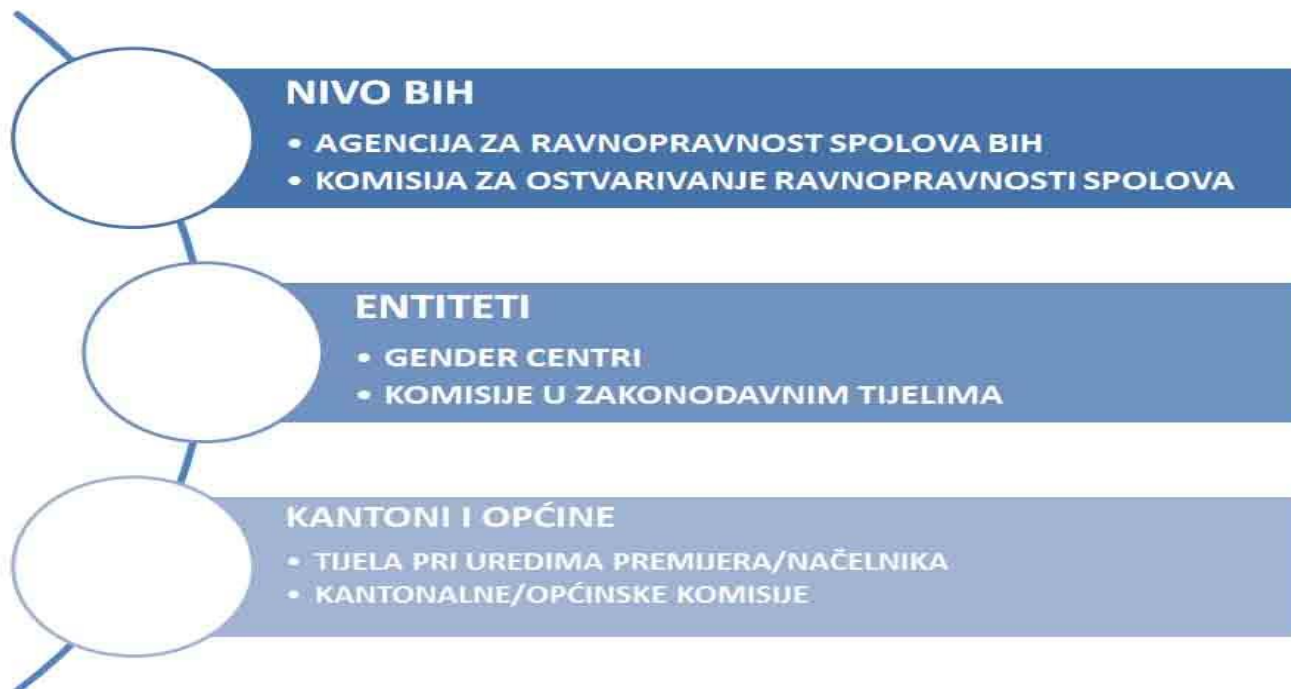 NIVO BIH
• AGENCIJA ZA RAVNOPRAVNOST SPOLOVA BIH
• KOMISIJA ZA OSTVARIVANJE RAVNOPRAVNOSTI SPOLOVA
ENTITETI
• GENDER CENTRI
• KOMISIJE U ZAKONODAVNIM TIJELIMA
KANTONI I OPĆINE
• TIJELA PRI UREDIMA PREMIJERA/NAČELNIKA
• KANTONALNE/OPĆINSKE KOMISIJE